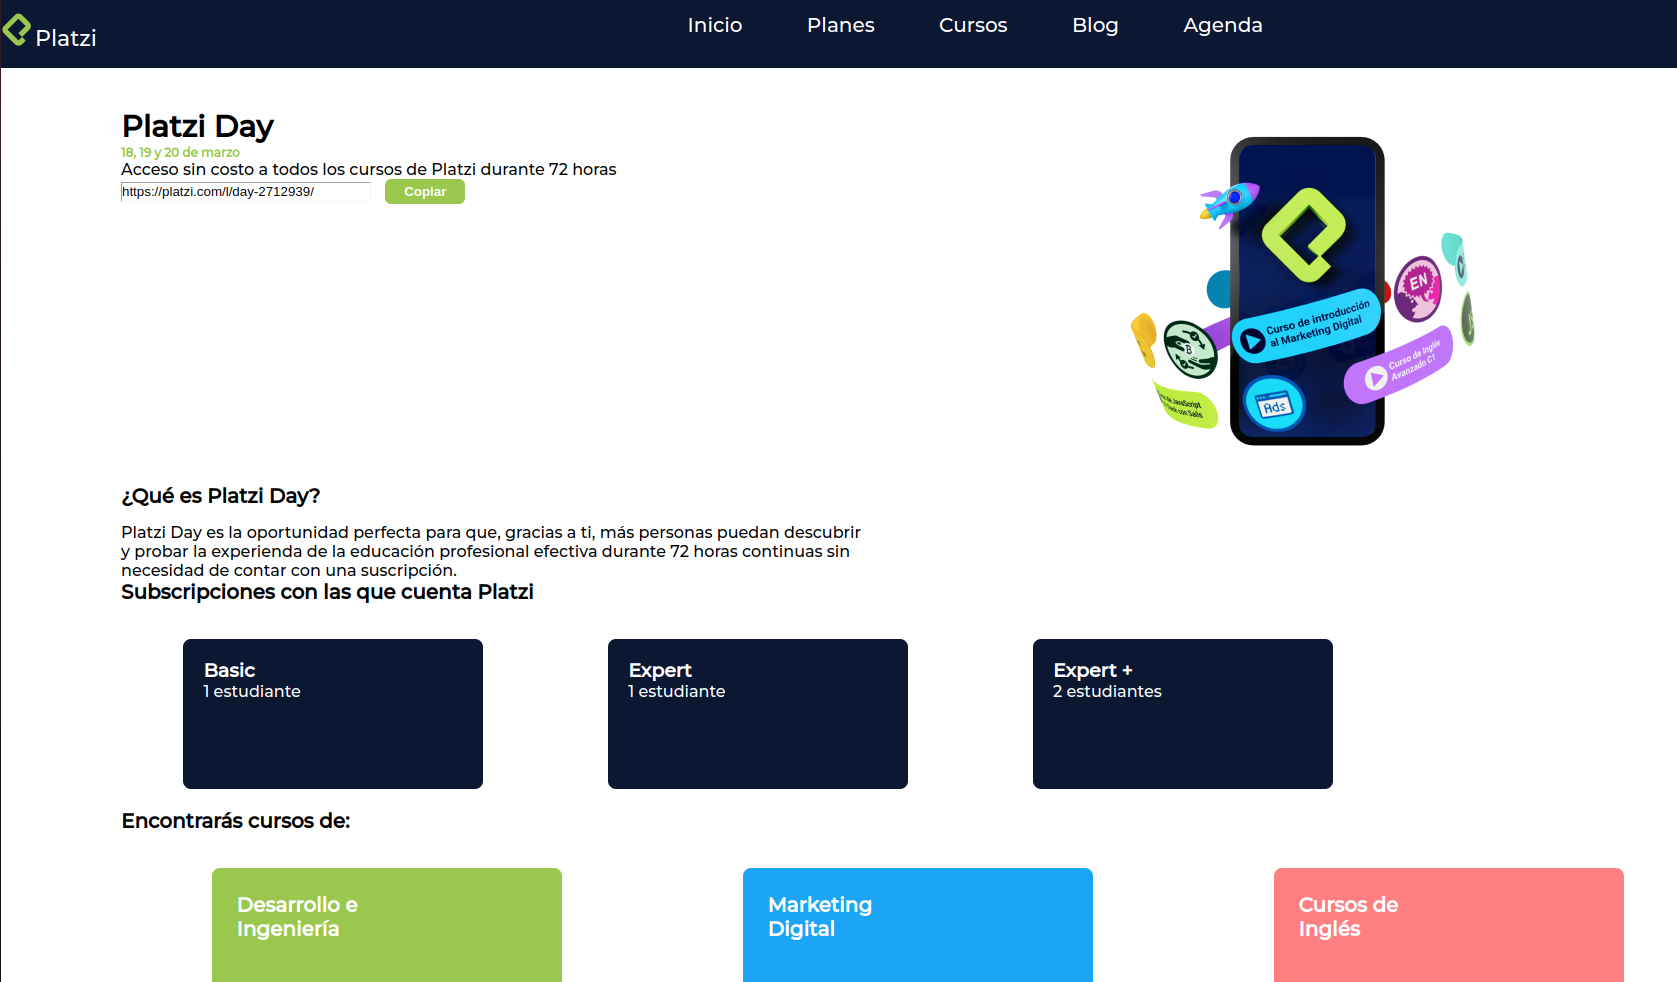 Platzi
Inicio
Planes
Cursos
Blog
Agenda
Platzi Day
18, 19 y 20 de marzo
Acceso sin costo a todos los cursos de Platzi durante 72 horas
https://platzi.com/l/day-2712939/
Copiar
EN
Curso de introducción
al Marketing Digital
Curso de Inglés
Avanzado C1
de JavaScript
con Sails
Ads
¿Qué es Platzi Day?
Platzi Day es la oportunidad perfecta para que, gracias a ti, más personas puedan descubrir
y probar la experienda de la educación profesional efectiva durante 72 horas continuas sin
necesidad de contar con una suscripción.
Subscripciones con las que cuenta Platzi
Basic
1 estudiante
Expert
1 estudiante
Expert +
2 estudiantes
Encontrarás cursos de:
Desarrollo e
Ingeniería
Marketing
Digital
Cursos de
Inglés